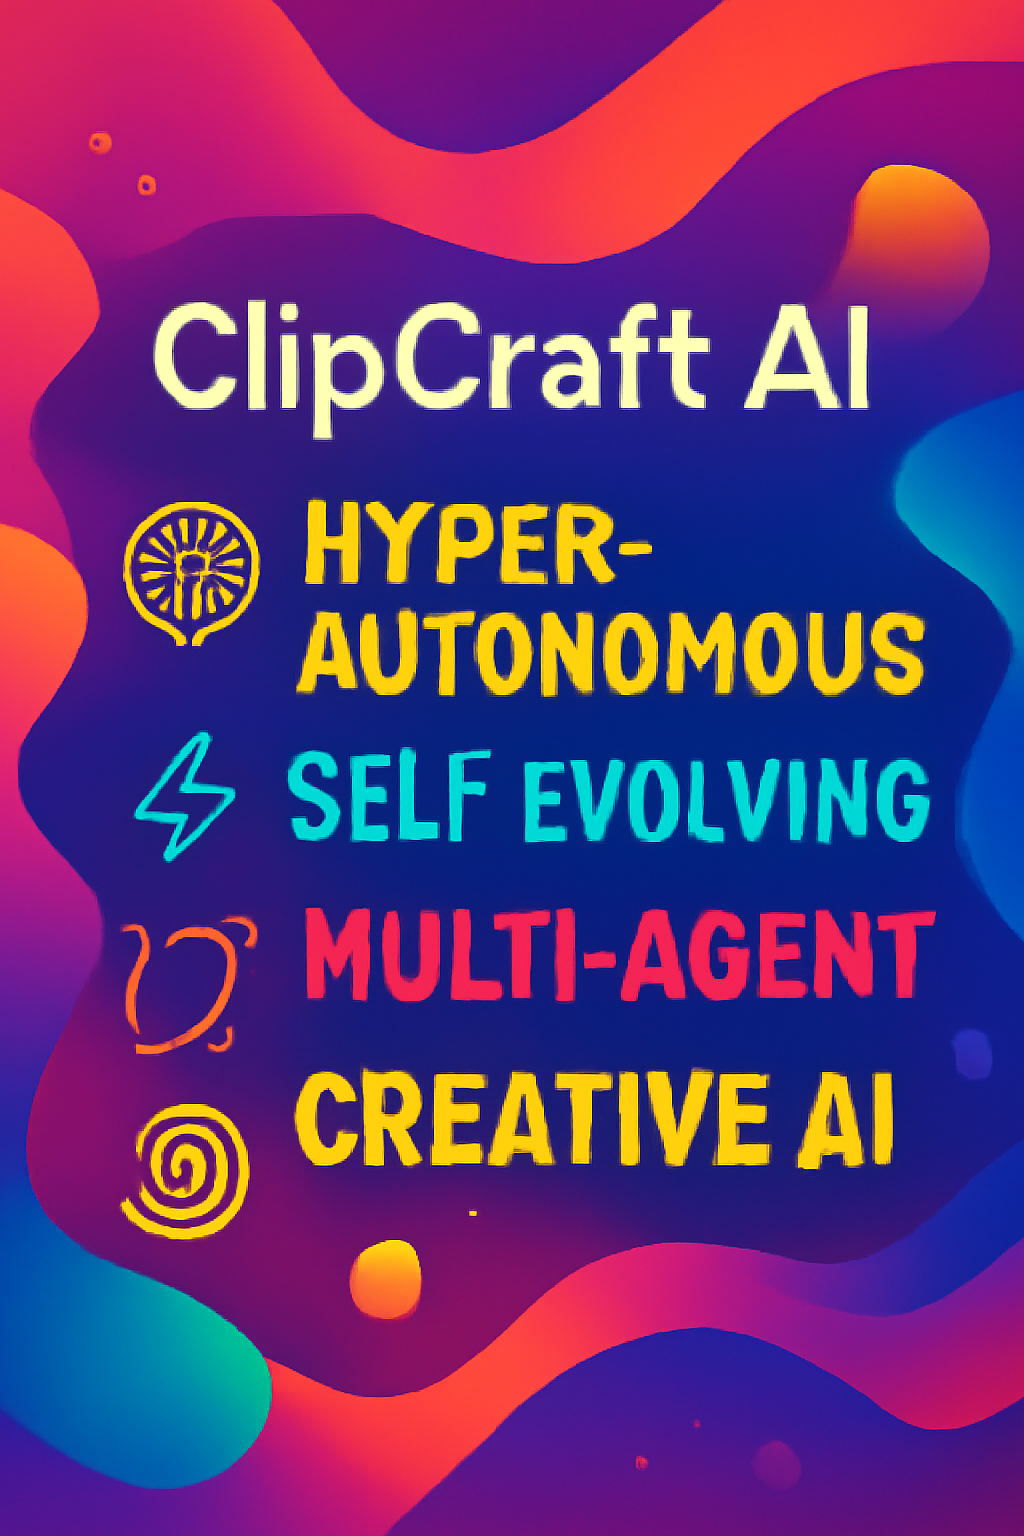 ClipCraft AI
HYPER-
AUTONOMOUS
SELF EVOLVING
MULTI-AGENT
CREATIVE AI